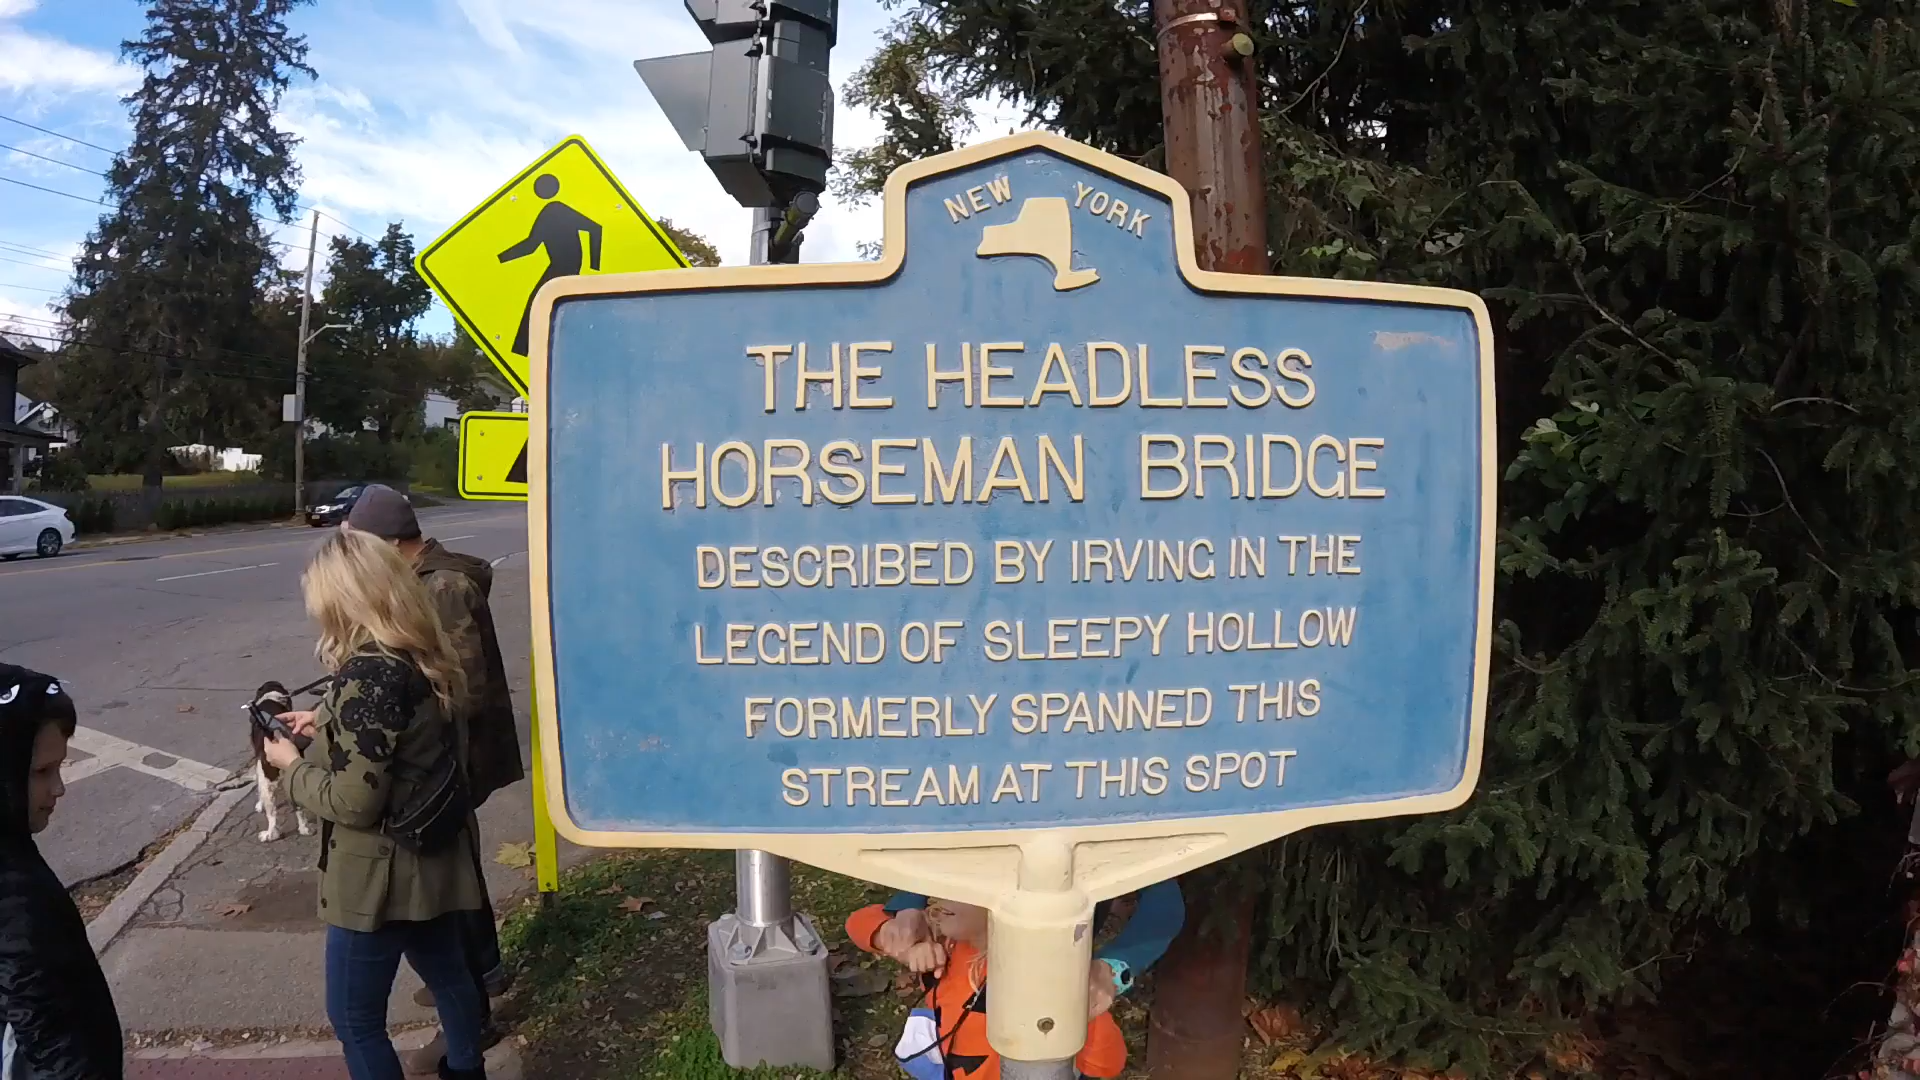 NEW YORK
THE HEADLESS
HORSEMAN BRIDGE
DESCRIBED BY IRVING IN THE
LEGEND OF SLEEPY HOLLOW
FORMERLY SPANNED THIS
STREAM AT THIS SPOT